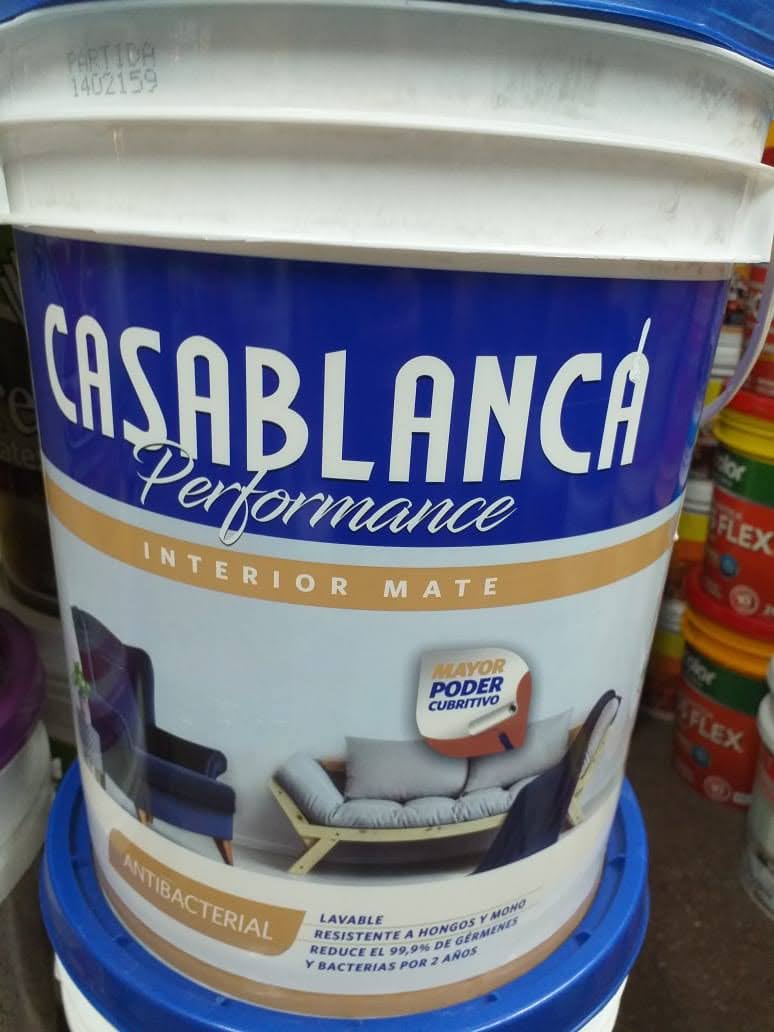 PARTIDA
1402159
CASABLANCA
Performance
INTERIOR MATE
MAYOR
PODER
CUBRITIVO
ANTIBACTERIAL
LAVABLE
RESISTENTE A HONGOS Y MOHO
REDUCE EL 99,9% DE GÉRMENES
Y BACTERIAS POR 2 AÑOS
FLEX
FLEX